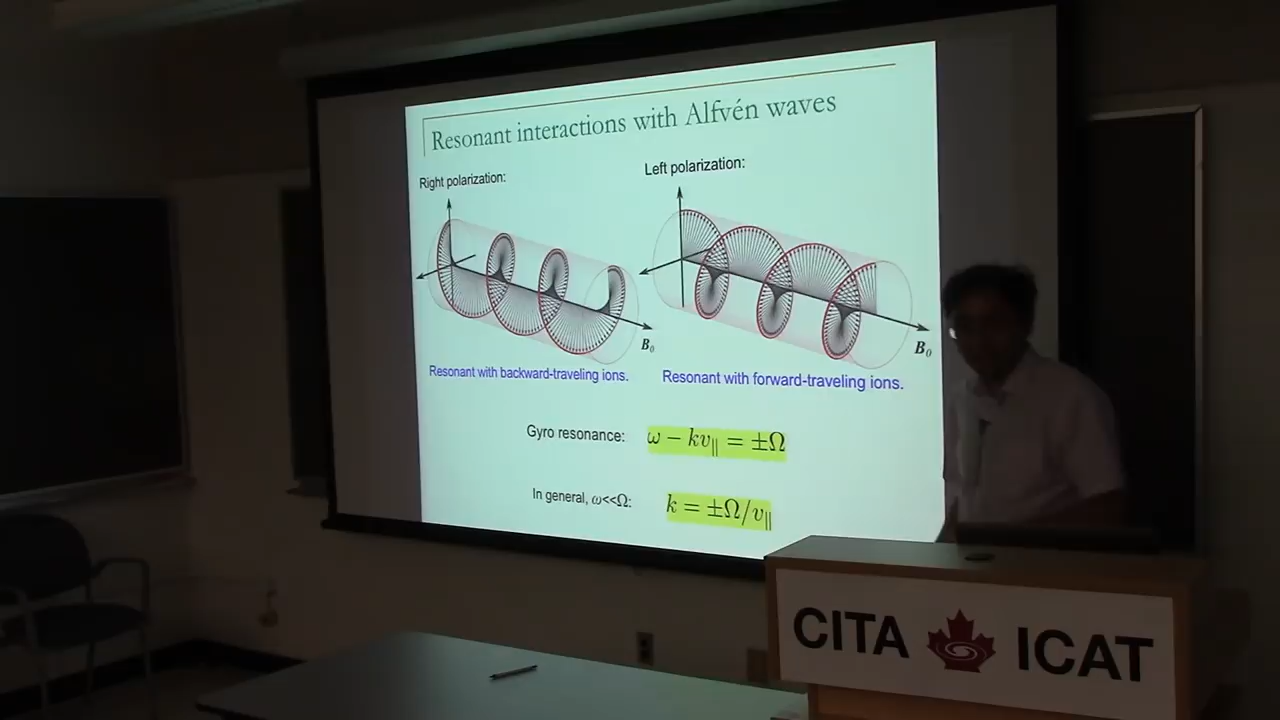 Resonant interactions with Alfvén waves
Right polarization:
Left polarization:
B₀
B₀
Resonant with backward-traveling ions.
Resonant with forward-traveling ions.
Gyro resonance: ω − kv∥ = ±Ω
In general, ω<<Ω: k = ±Ω/v∥
CITA ICAT